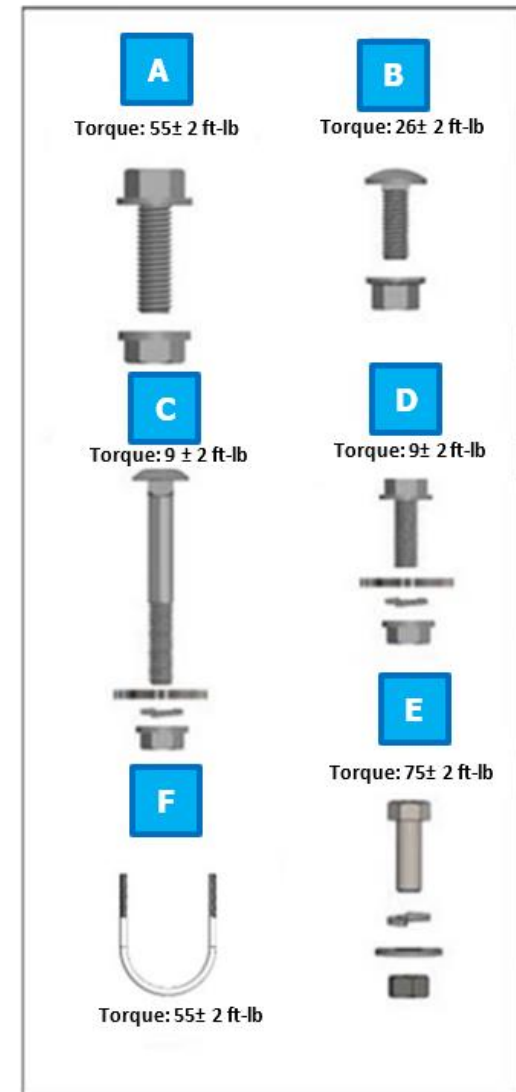 A
Torque: 55± 2 ft-lb
B
Torque: 26± 2 ft-lb
C
Torque: 9 ± 2 ft-lb
D
Torque: 9± 2 ft-lb
E
Torque: 75± 2 ft-lb
F
Torque: 55± 2 ft-lb